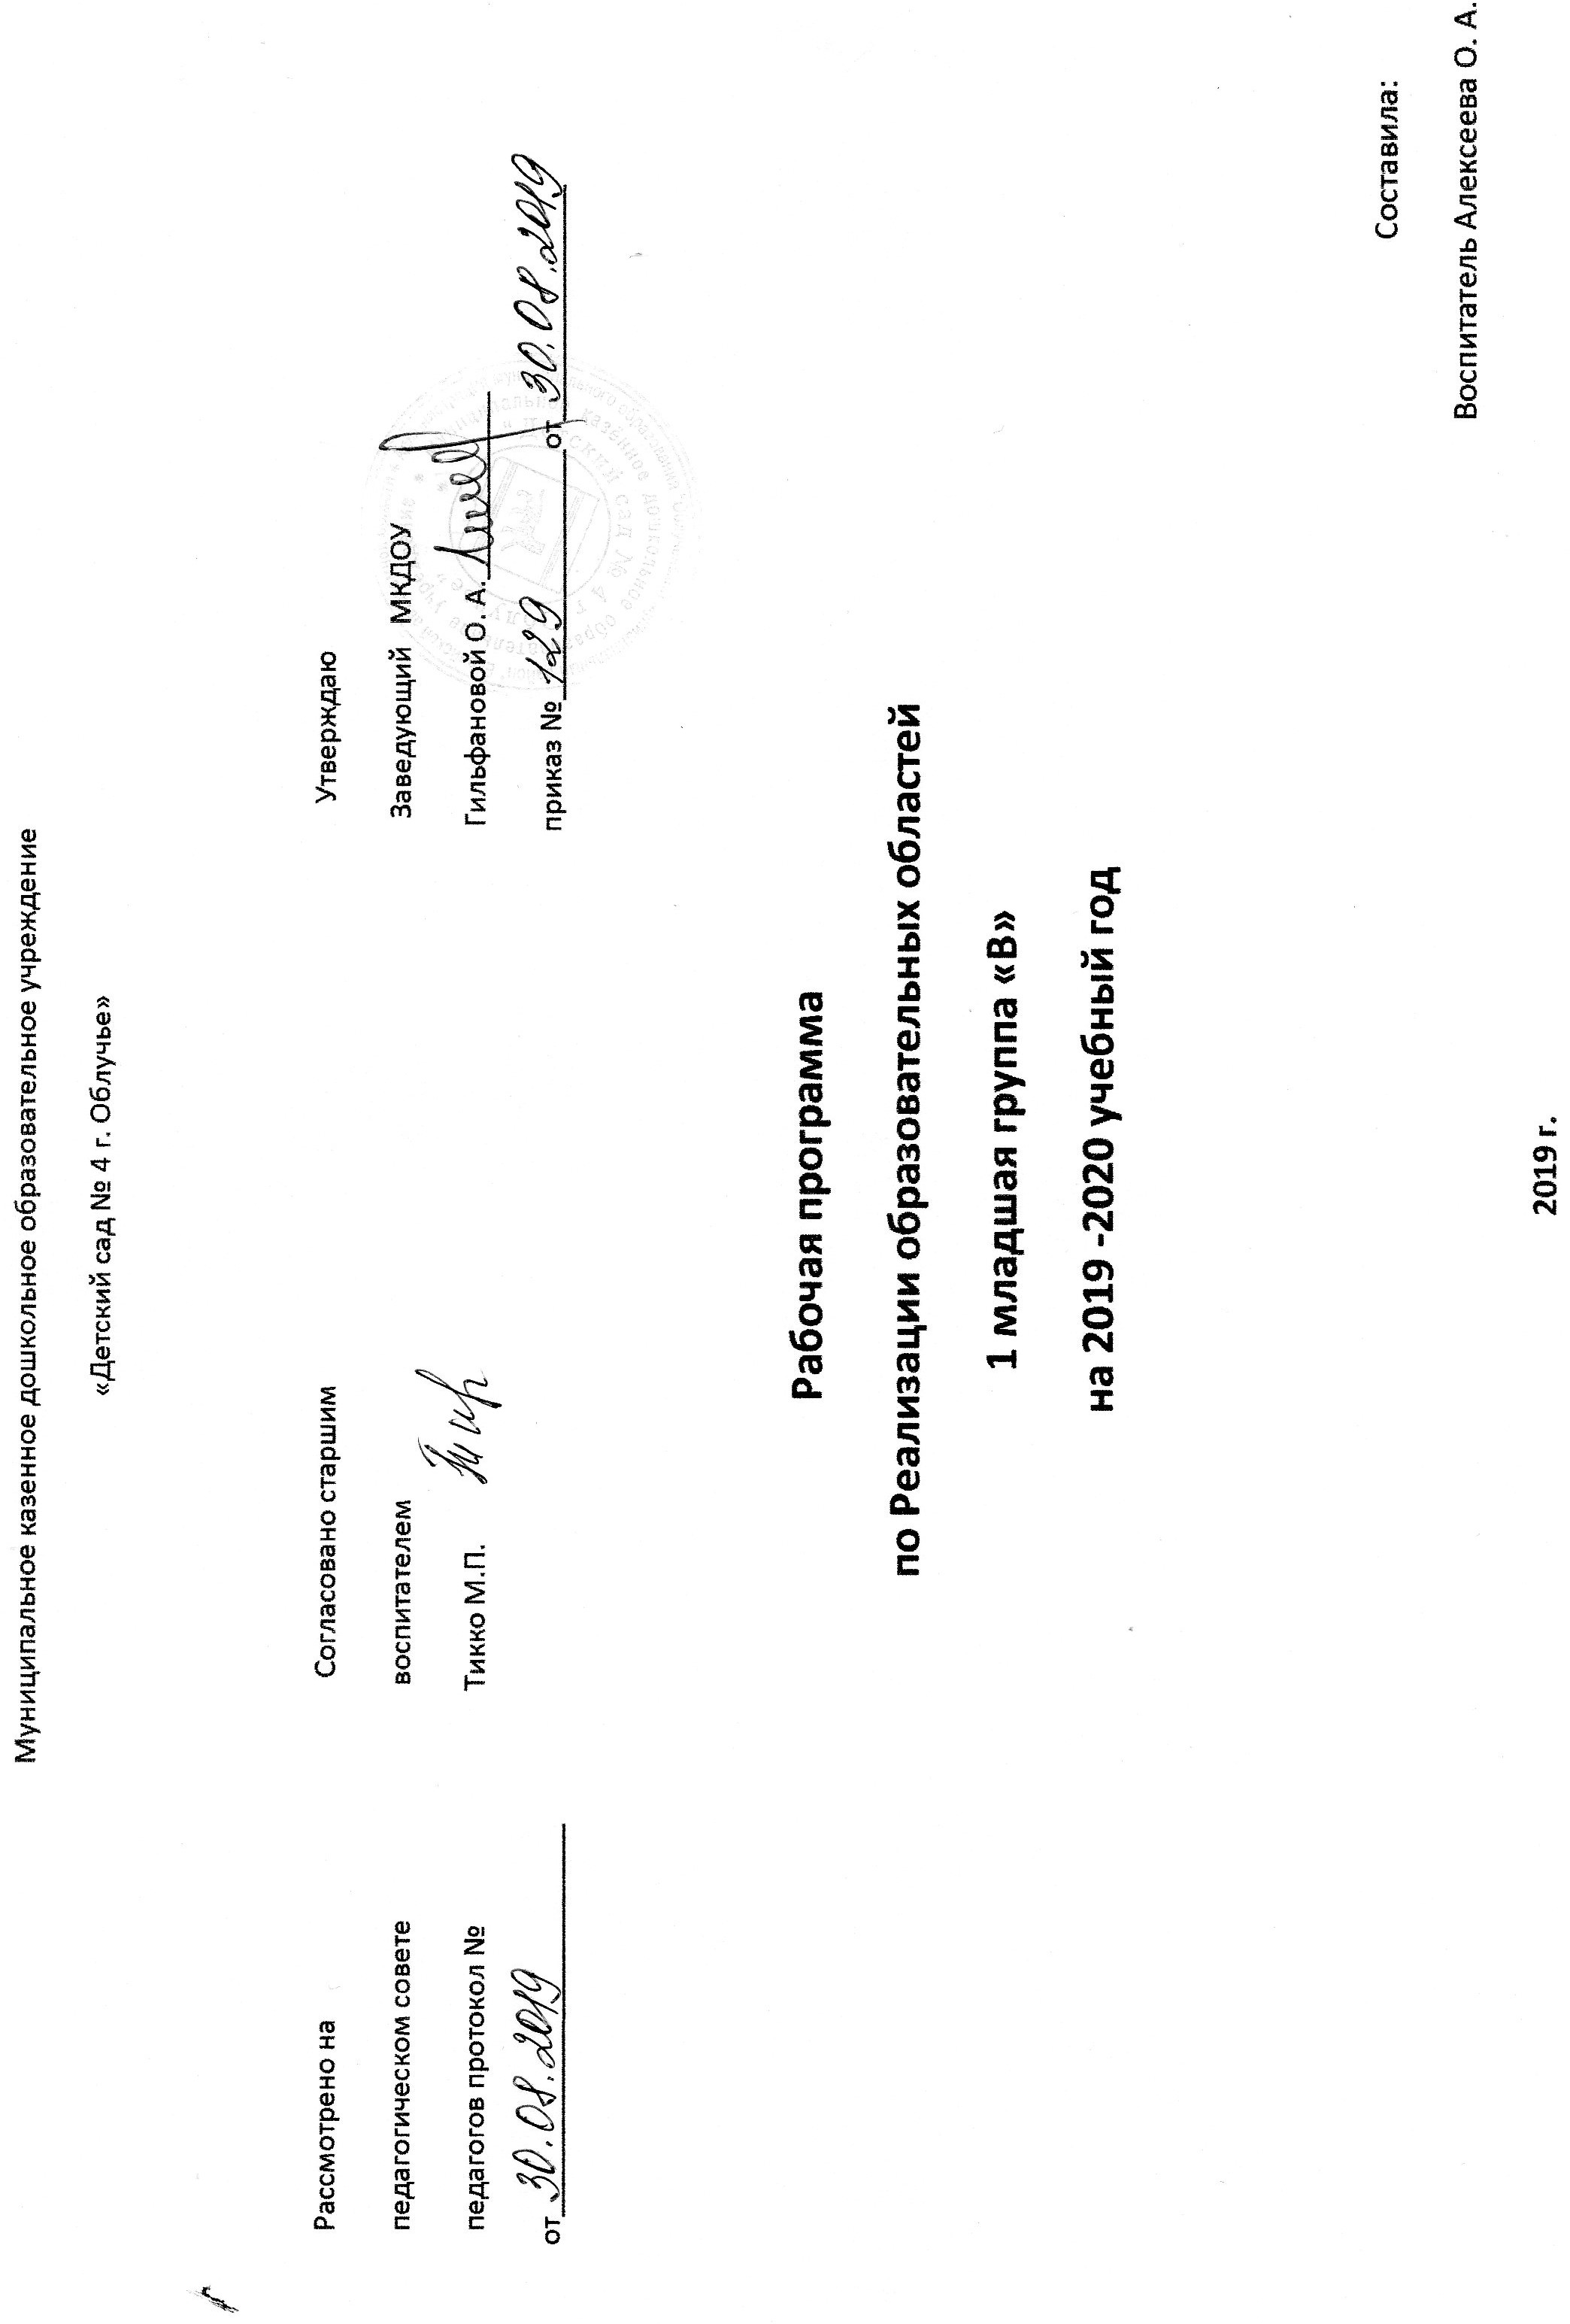 Муниципальное казенное дошкольное образовательное учреждение
«Детский сад № 4 г. Облучье»
Рассмотрено на
педагогическом совете
педагогов протокол №
от 30.08.2019
Согласовано старшим
воспитателем
Тикко М.П.
Утверждаю
Заведующий МКДОУ
Гильфановой О. А.
приказ № 129 от 30.08.2019
Рабочая программа
по Реализации образовательных областей
1 младшая группа «В»
на 2019 -2020 учебный год
Составила:
Воспитатель Алексеева О. А.
2019 г.